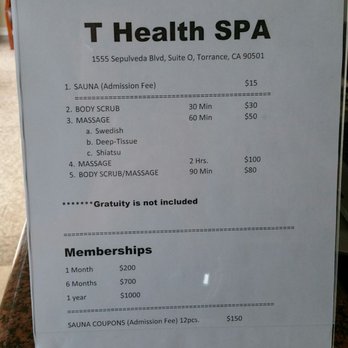 T Health SPA
1555 Sepulveda Blvd, Suite O, Torrance, CA 90501
1. SAUNA (Admission Fee) $15
==========================================
2. BODY SCRUB 30 Min $30
3. MASSAGE 60 Min $50
a. Swedish
b. Deep-Tissue
c. Shiatsu
4. MASSAGE 2 Hrs. $100
5. BODY SCRUB/MASSAGE 90 Min $80
*******Gratuity is not included
==========================================
Memberships
1 Month $200
6 Months $700
1 year $1000
==========================================
SAUNA COUPONS (Admission Fee) 12pcs. $150